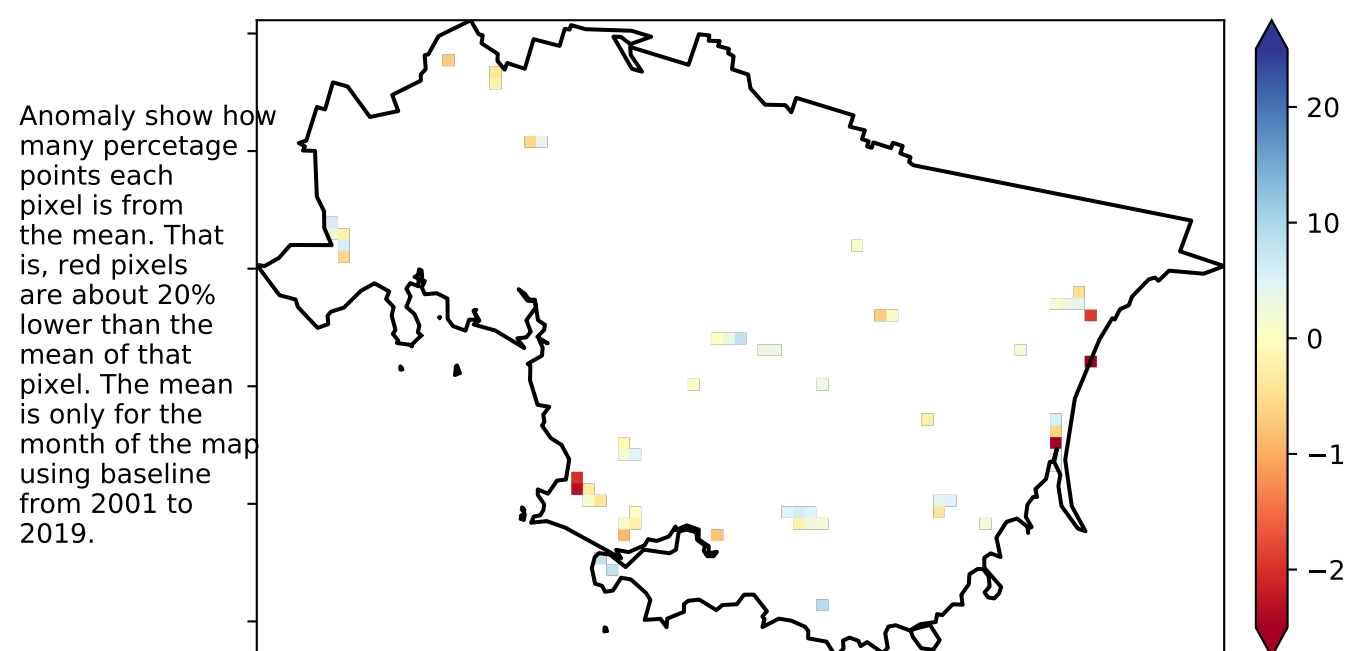 Anomaly show how
many percetage
points each
pixel is from
the mean. That
is, red pixels
are about 20%
lower than the
mean of that
pixel. The mean
is only for the
month of the map
using baseline
from 2001 to
2019.
20
10
0
−1
−2